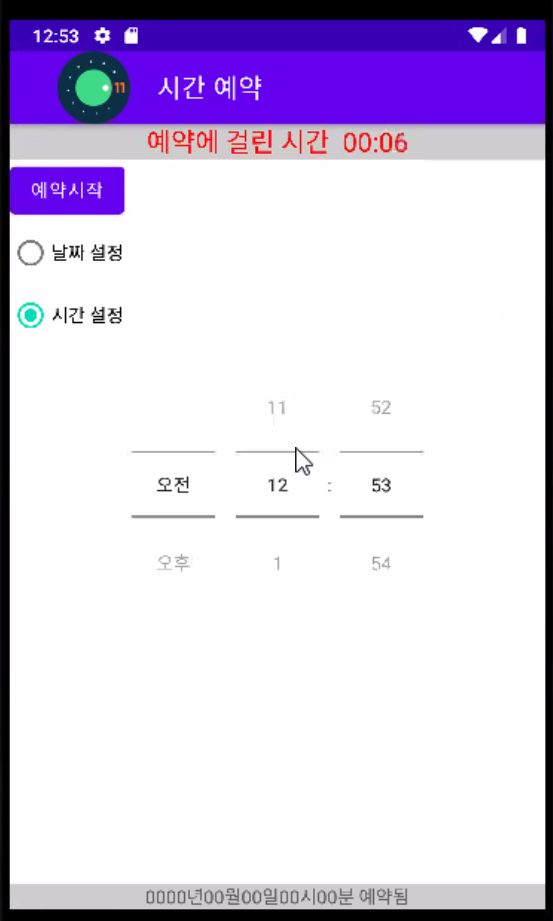 12:53
11 시간 예약
예약에 걸린 시간 00:06
예약시작
날짜 설정
시간 설정
11 52
오전 12 : 53
오후 1 54
0000년00월00일00시00분 예약됨